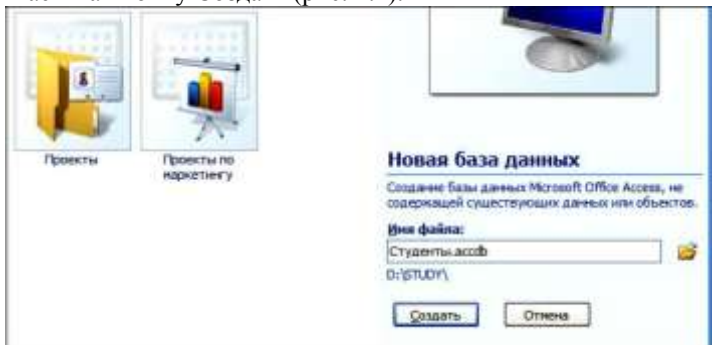 Проекты
Проекты по
маркетингу
Новая база данных
Создание базы данных Microsoft Office Access, не
содержащей существующих данных или объектов.
Имя файла:
Студенты.accdb
D:\STUDY\
Создать
Отмена